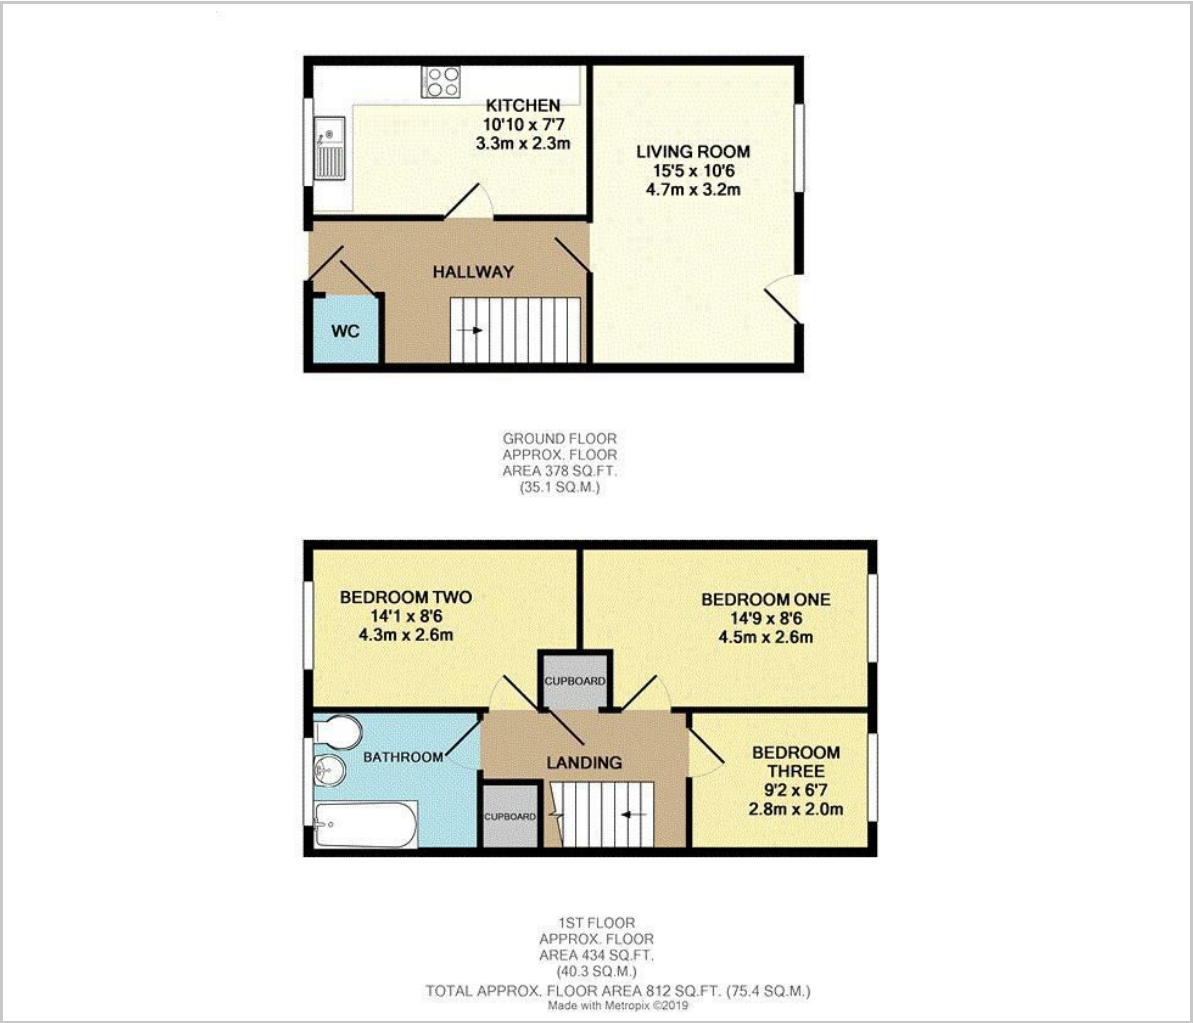 KITCHEN
10'10 x 7'7
3.3m x 2.3m
LIVING ROOM
15'5 x 10'6
4.7m x 3.2m
HALLWAY
WC
GROUND FLOOR
APPROX. FLOOR
AREA 378 SQ.FT.
(35.1 SQ.M.)
BEDROOM TWO
14'1 x 8'6
4.3m x 2.6m
BEDROOM ONE
14'9 x 8'6
4.5m x 2.6m
CUPBOARD
BATHROOM
LANDING
BEDROOM
THREE
9'2 x 6'7
2.8m x 2.0m
CUPBOARD
1ST FLOOR
APPROX. FLOOR
AREA 434 SQ.FT.
(40.3 SQ.M.)
TOTAL APPROX. FLOOR AREA 812 SQ.FT. (75.4 SQ.M.)
Made with Metropix ©2019